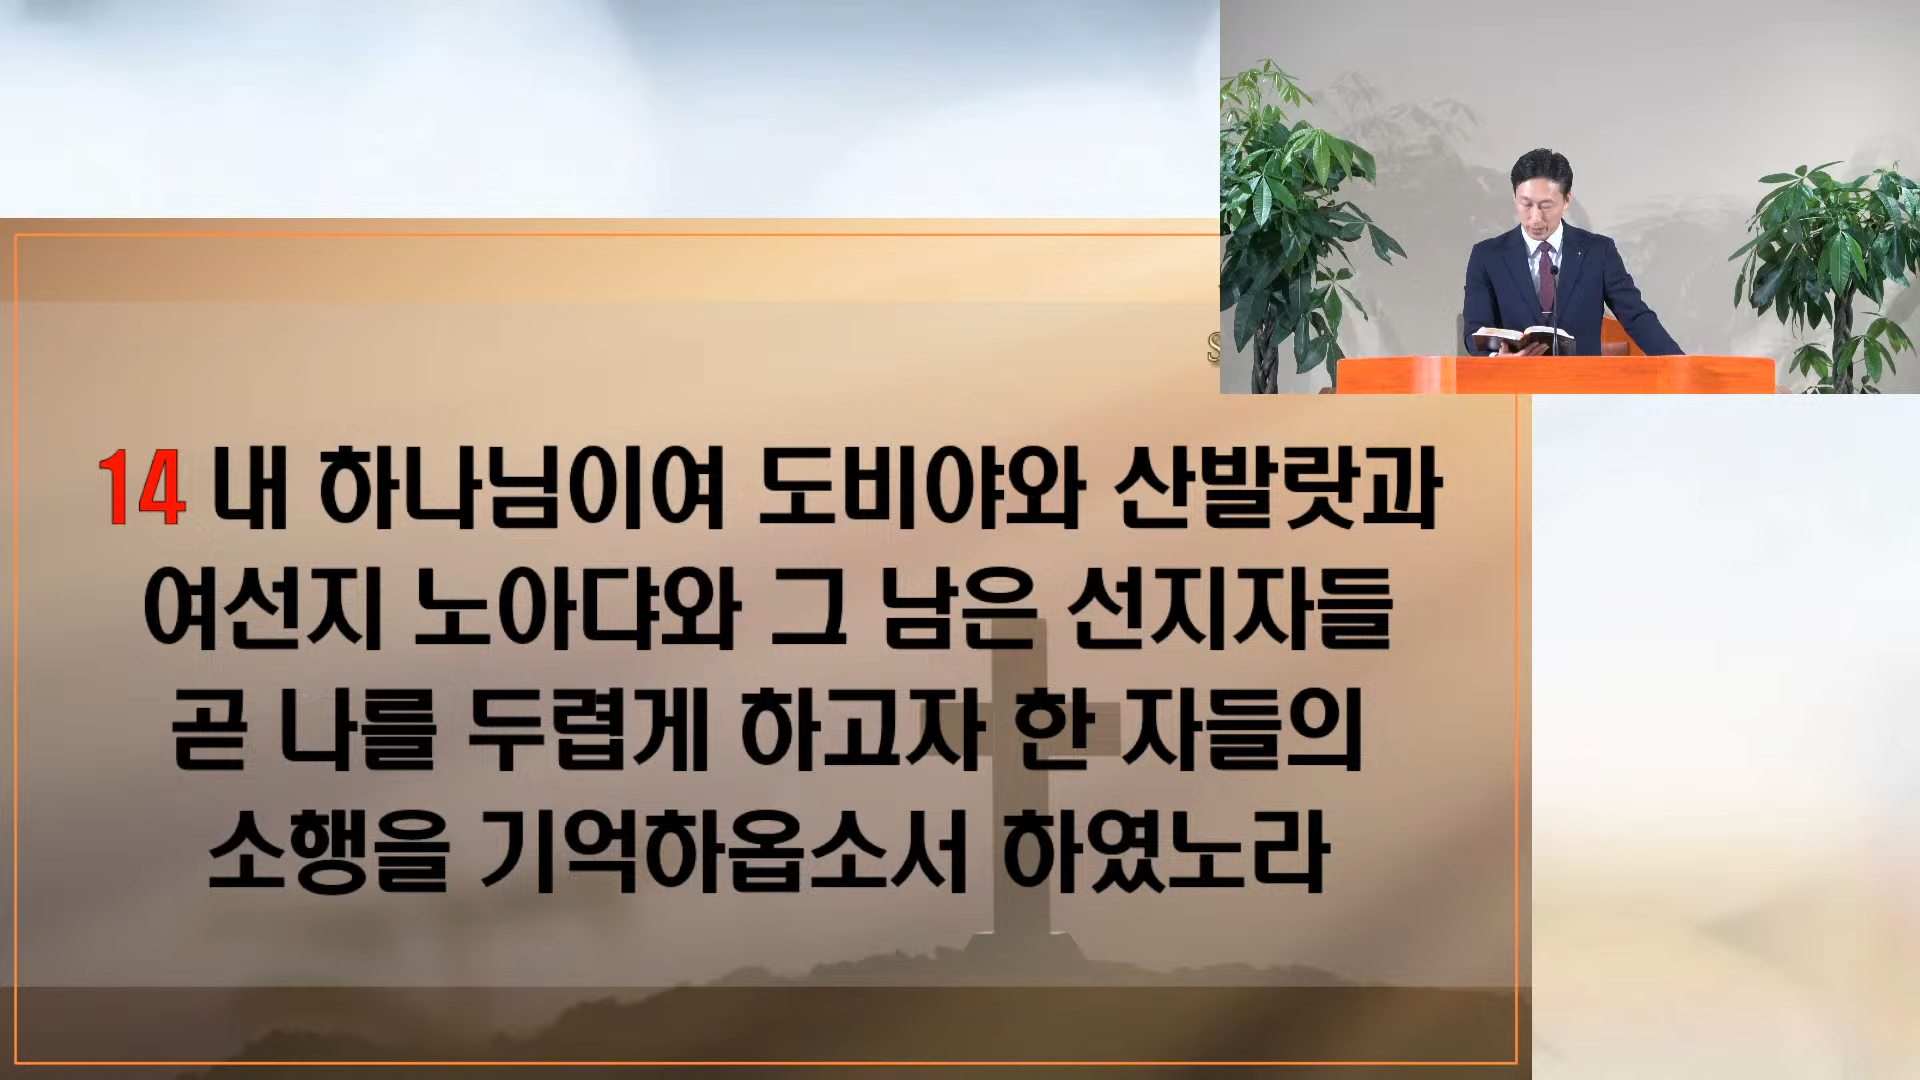 14 내 하나님이여 도비야와 산발랏과
여선지 노아댜와 그 남은 선지자들
곧 나를 두렵게 하고자 한 자들의
소행을 기억하옵소서 하였노라